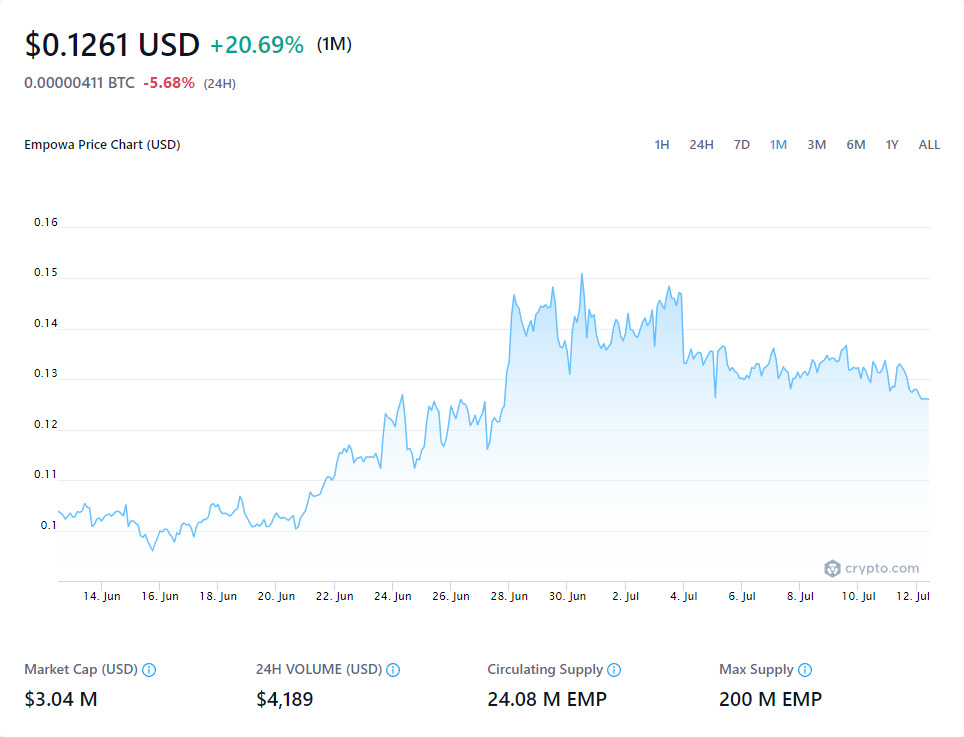 $0.1261 USD +20.69% (1M)
0.00000411 BTC -5.68% (24H)
Empowa Price Chart (USD) 1H 24H 7D 1M 3M 6M 1Y ALL
0.16
0.15
0.14
0.13
0.12
0.11
0.1
crypto.com
14. Jun 16. Jun 18. Jun 20. Jun 22. Jun 24. Jun 26. Jun 28. Jun 30. Jun 2. Jul 4. Jul 6. Jul 8. Jul 10. Jul 12. Jul
Market Cap (USD) 24H VOLUME (USD) Circulating Supply Max Supply
$3.04 M $4,189 24.08 M EMP 200 M EMP